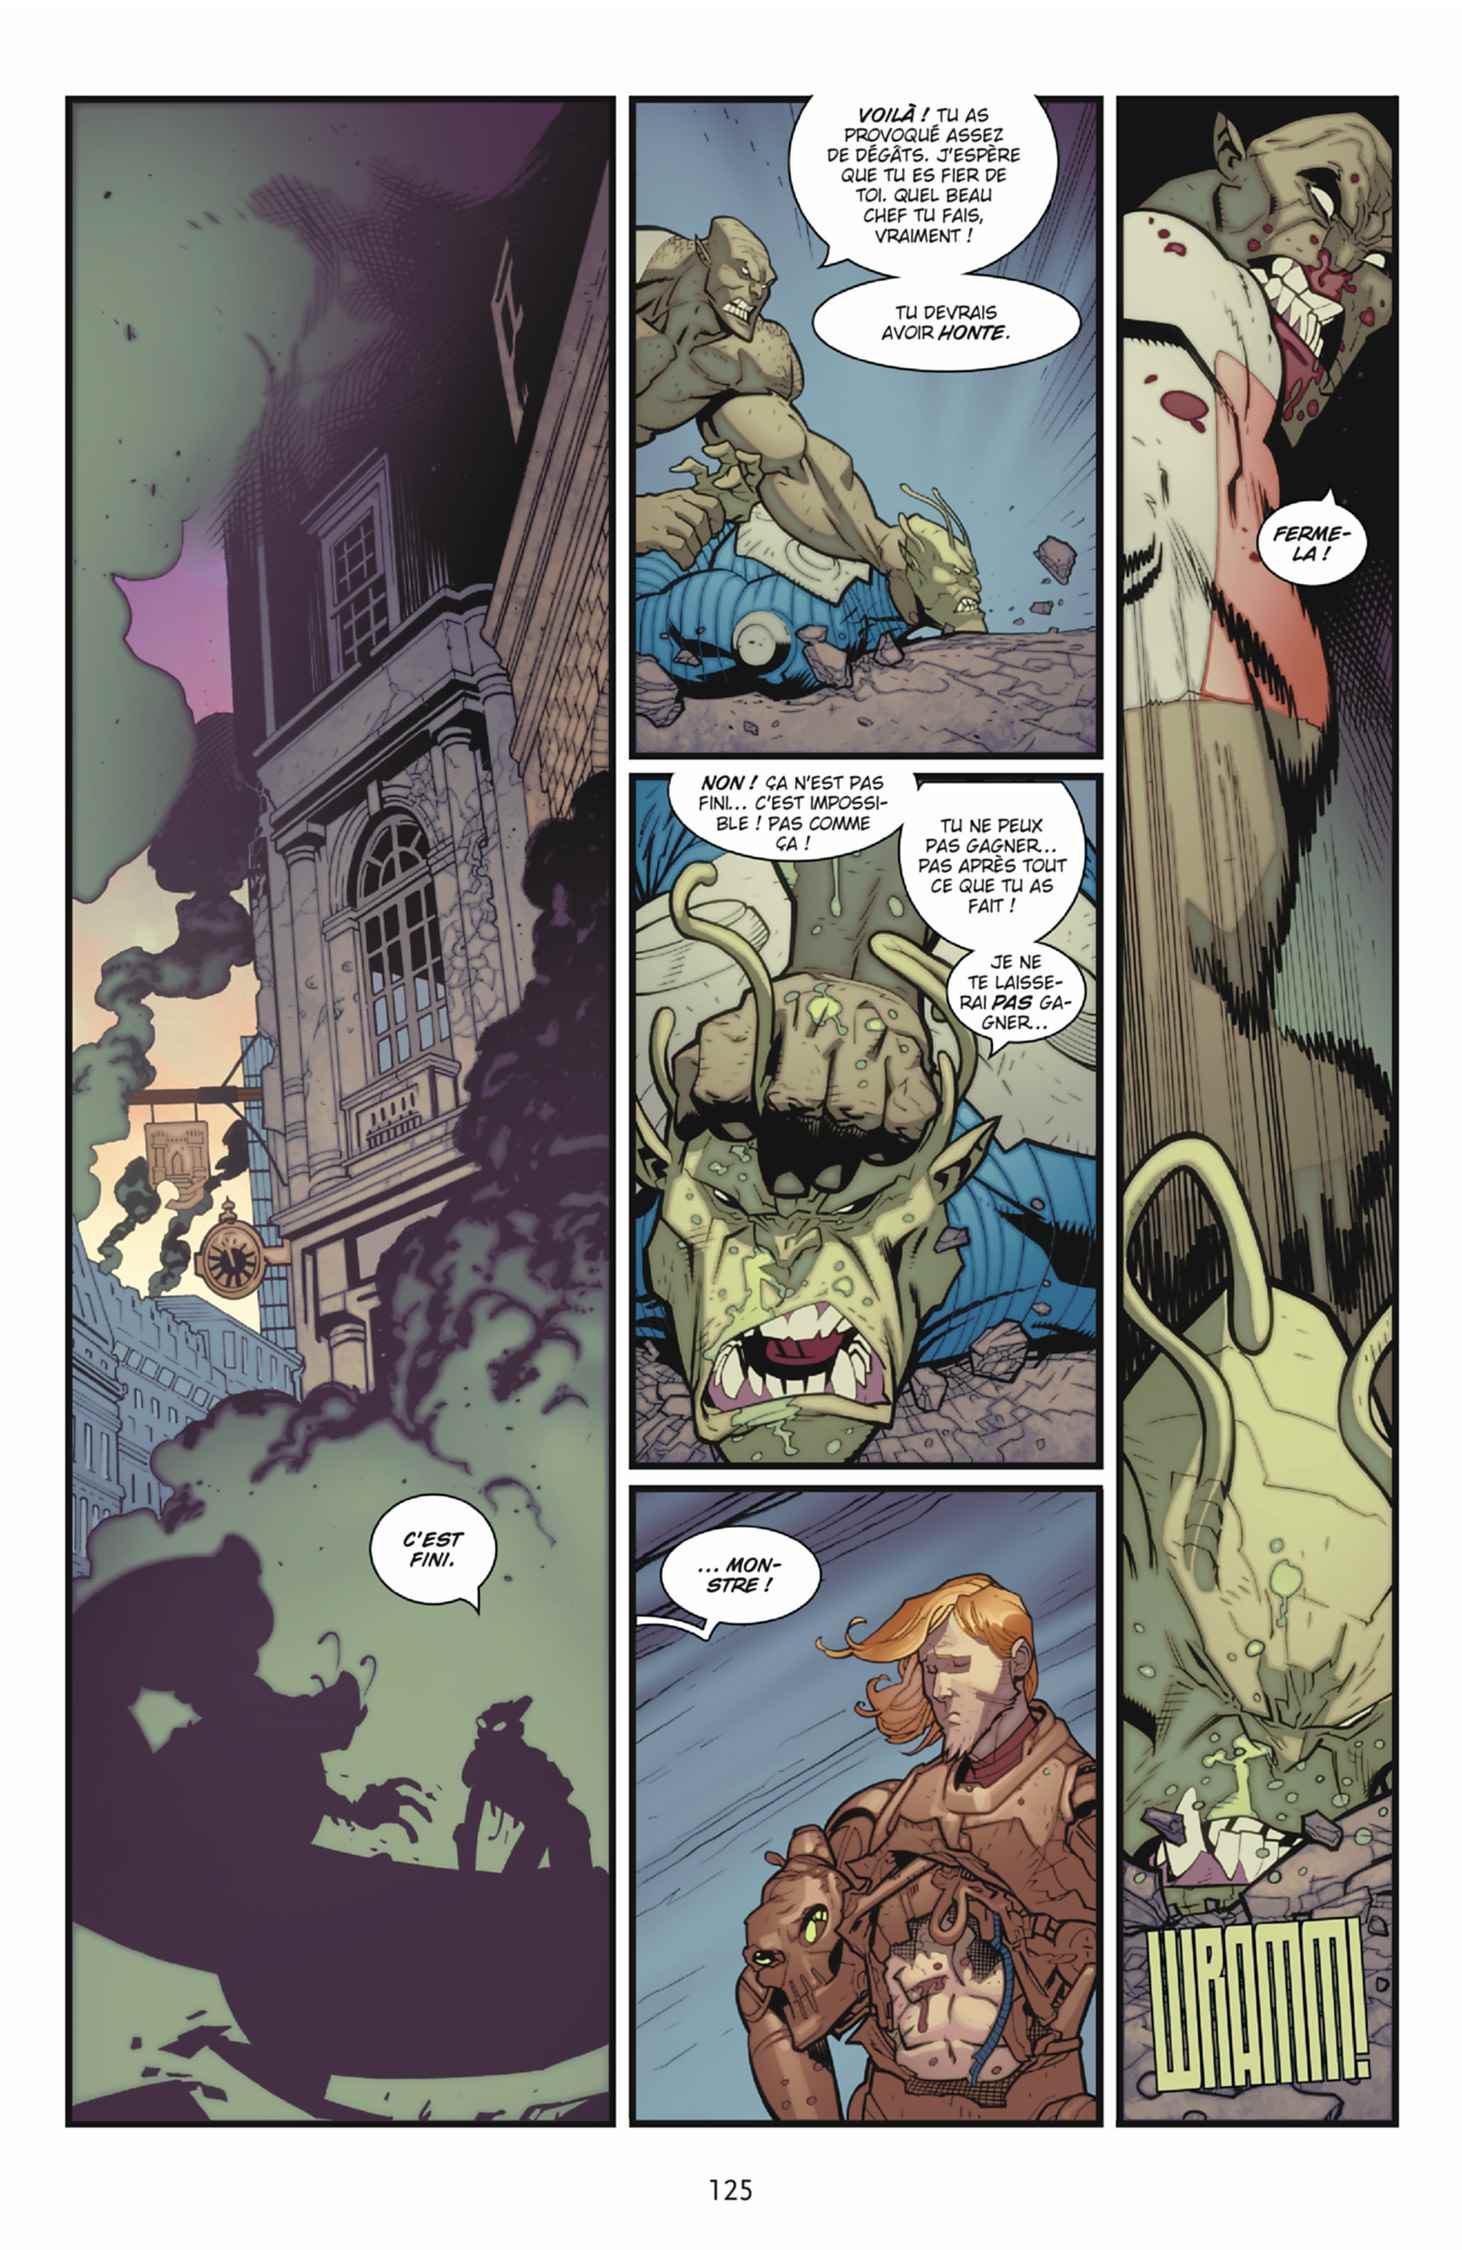 C'EST
FINI.
VOILÀ ! TU AS
PROVOQUÉ ASSEZ
DE DÉGÂTS. J'ESPÈRE
QUE TU ES FIER DE
TOI. QUEL BEAU
CHEF TU FAIS,
VRAIMENT !
TU DEVRAIS
AVOIR HONTE.
NON ! ÇA N'EST PAS
FINI... C'EST IMPOSSI-
BLE ! PAS COMME
ÇA !
TU NE PEUX
PAS GAGNER...
PAS APRÈS TOUT
CE QUE TU AS
FAIT !
JE NE
TE LAISSE-
RAI PAS GA-
GNER...
... MON-
STRE !
FERME-
LA !
WRAMM!
125